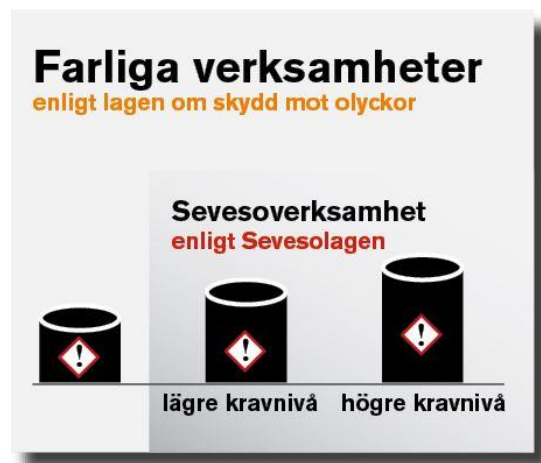 Farliga verksamheter
enligt lagen om skydd mot olyckor
Sevesoverksamhet
enligt Sevesolagen
! ! !
lägre kravnivå högre kravnivå